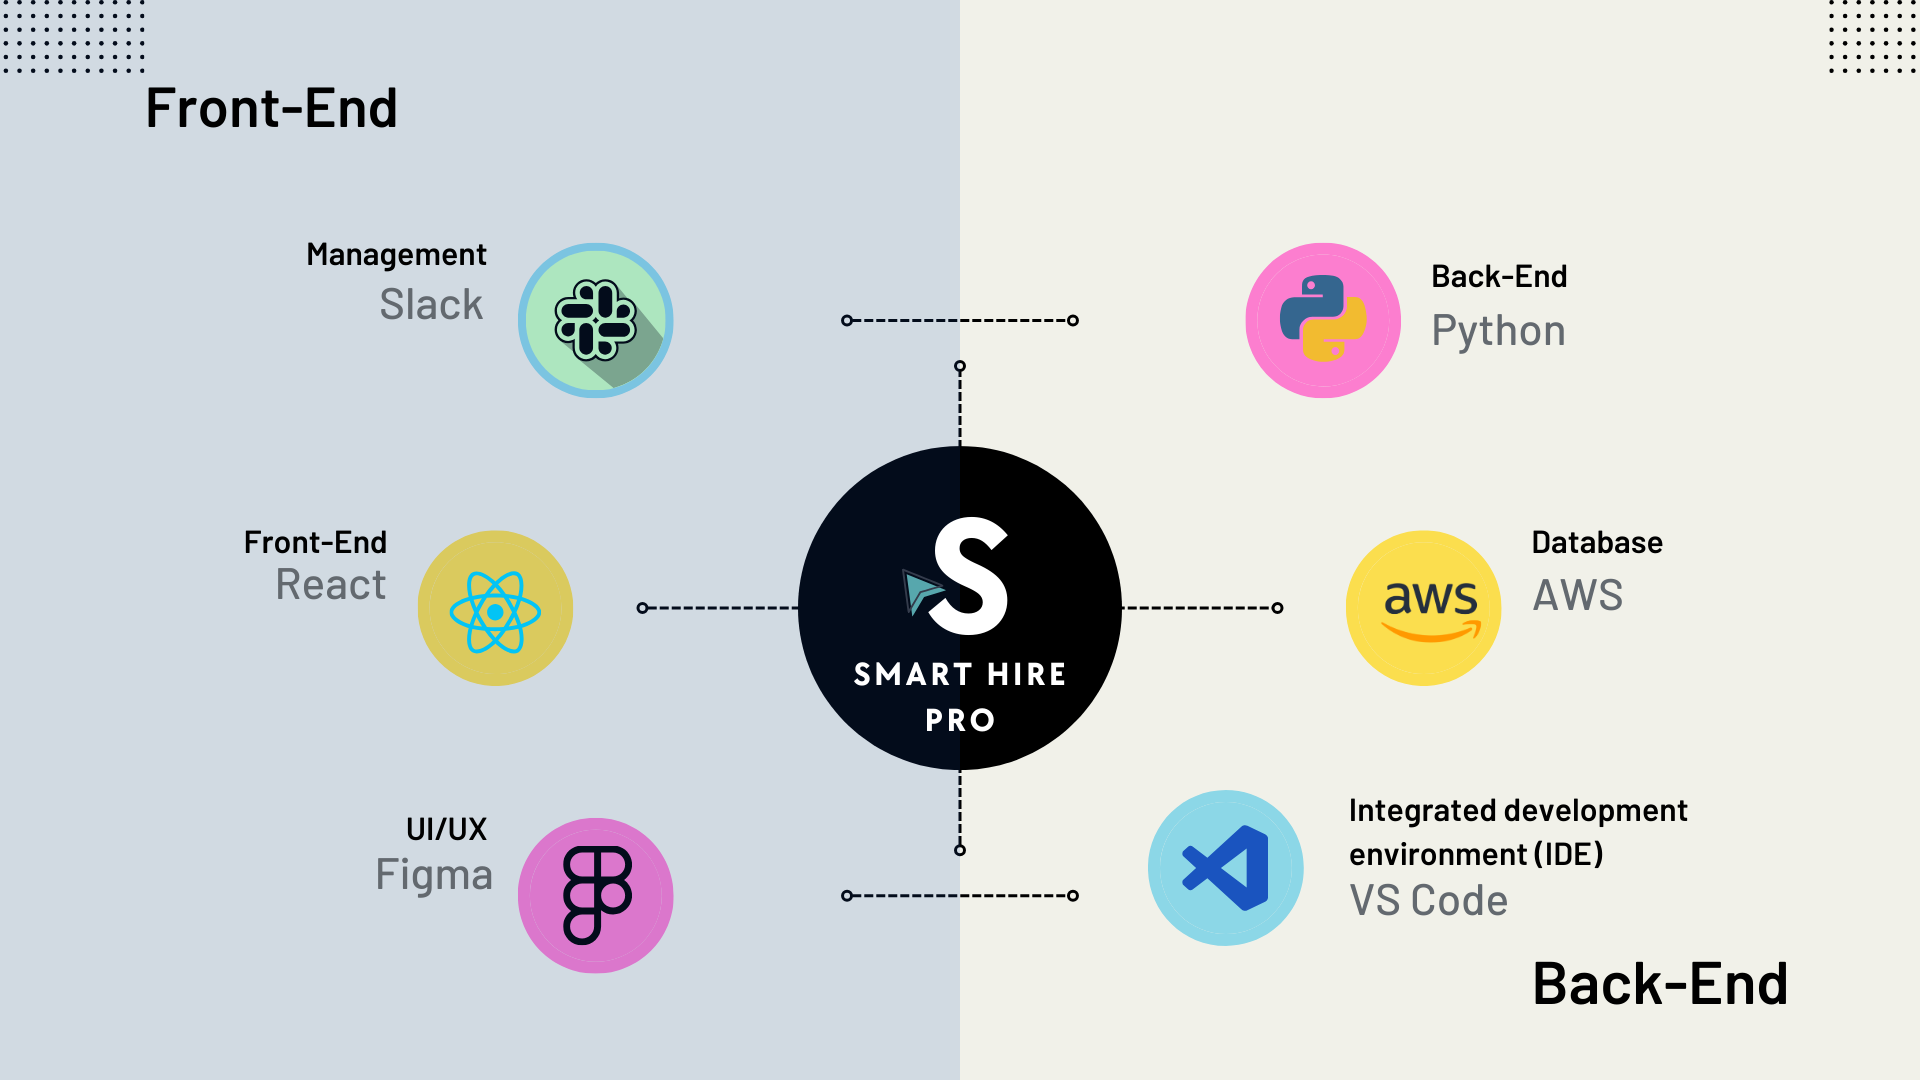 Front-End
Management
Slack
Front-End
React
UI/UX
Figma
S
SMART HIRE
PRO
Back-End
Python
aws
Database
AWS
Integrated development
environment (IDE)
VS Code
Back-End